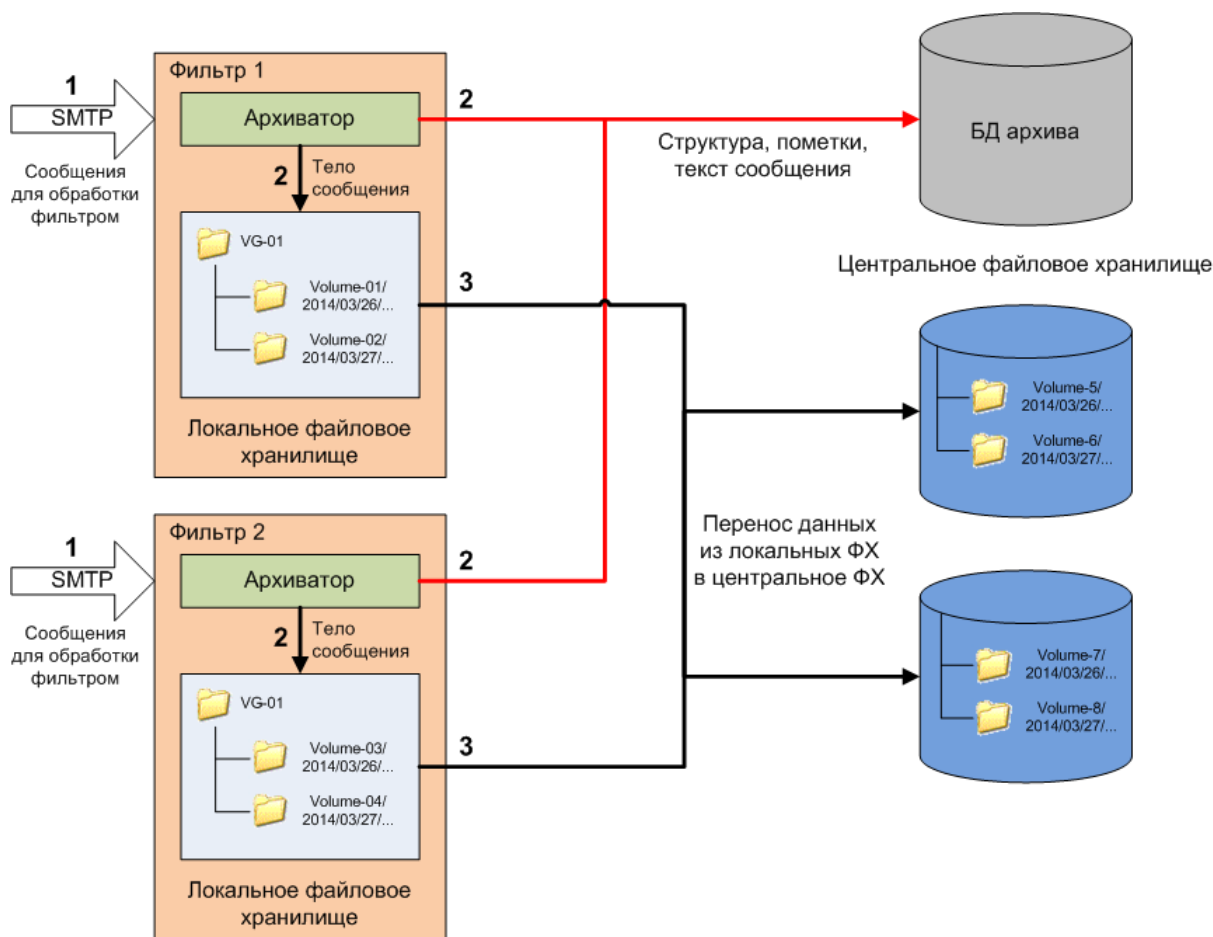 Фильтр 1
1
SMTP
Сообщения
для обработки
фильтром
Архиватор
2
2
Тело
сообщения
VG-01
Volume-01/
2014/03/26/...
Volume-02/
2014/03/27/...
3
Локальное файловое
хранилище
Структура, пометки,
текст сообщения
БД архива
Центральное файловое хранилище
Volume-5/
2014/03/26/...
Volume-6/
2014/03/27/...
Перенос данных
из локальных ФХ
в центральное ФХ
Volume-7/
2014/03/26/...
Volume-8/
2014/03/27/...
Фильтр 2
1
SMTP
Сообщения
для обработки
фильтром
Архиватор
2
2
Тело
сообщения
VG-01
Volume-03/
2014/03/26/...
Volume-04/
2014/03/27/...
3
Локальное файловое
хранилище